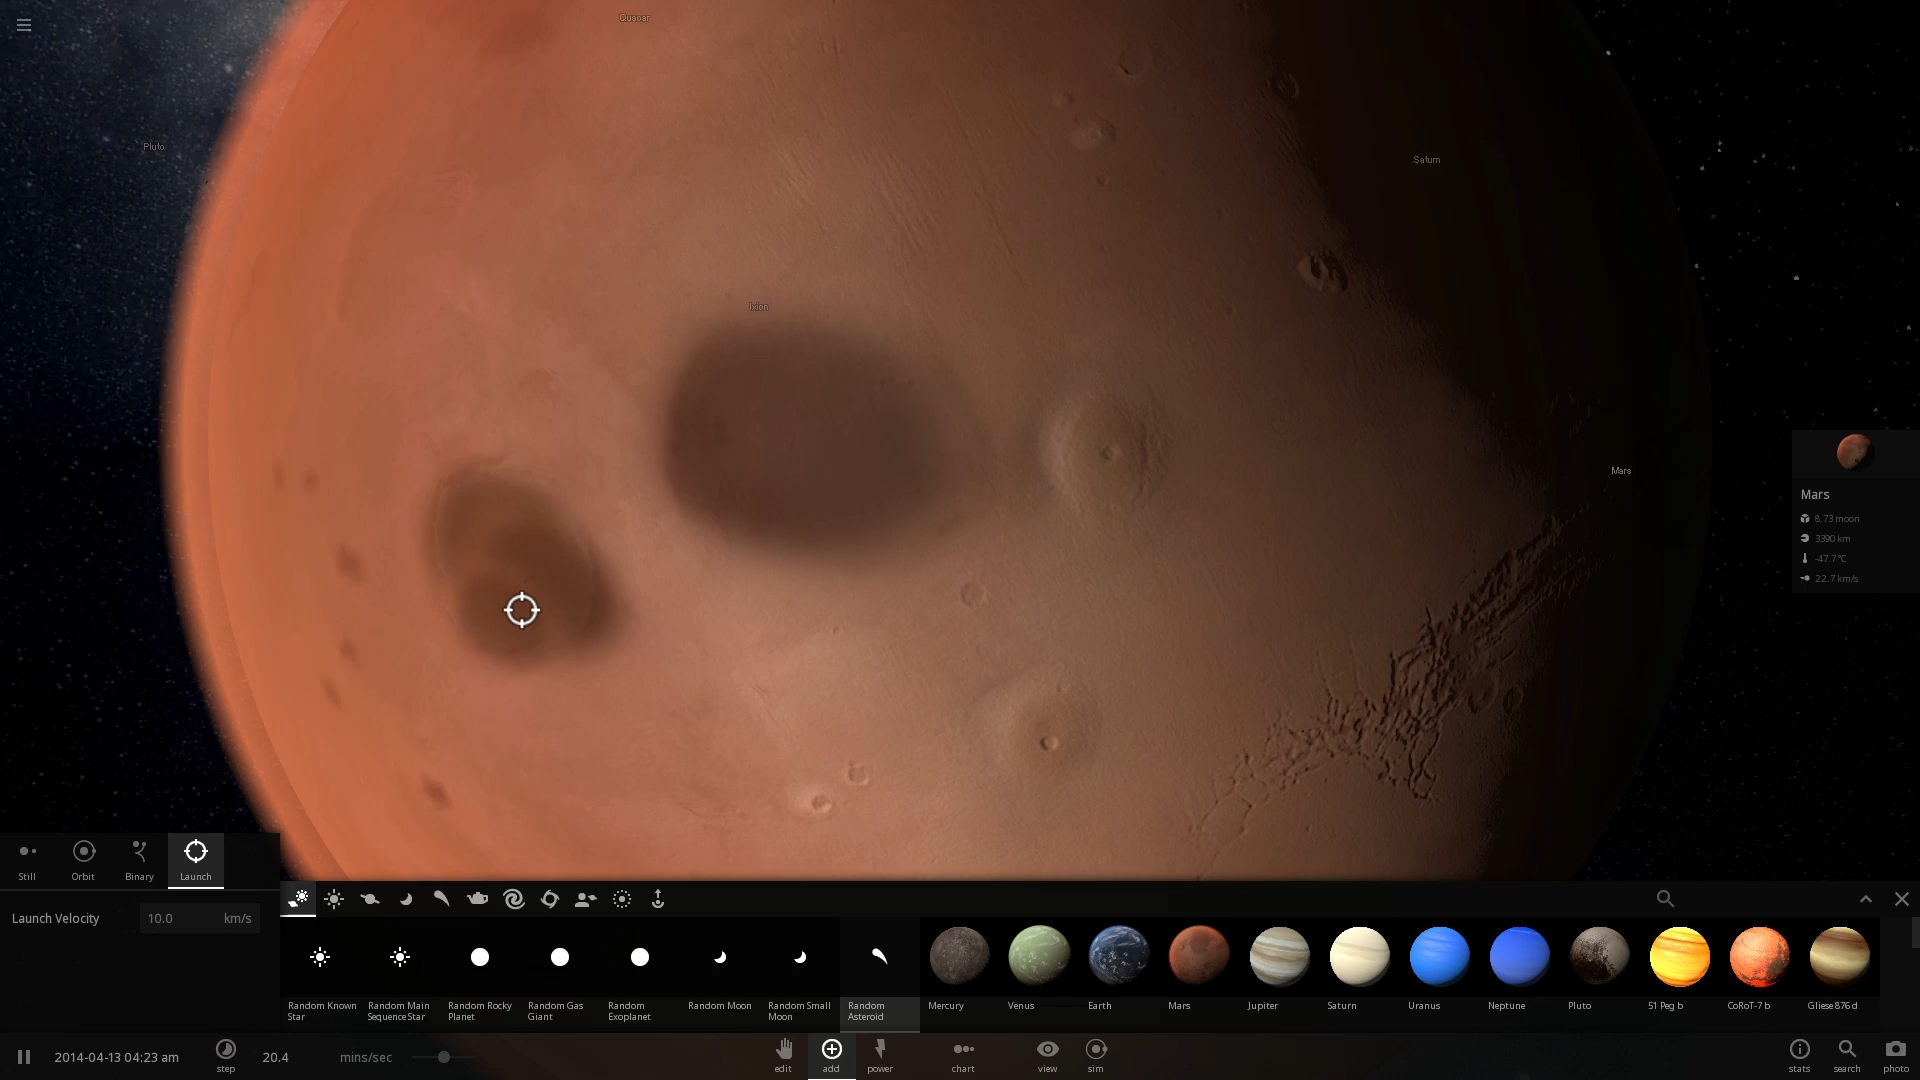 Quaoar
Pluto
Saturn
Ixion
Mars
Mars
8.73 moon
3390 km
-47.7°C
22.7 km/s
Still
Orbit
Binary
Launch
Launch Velocity
10.0 km/s
Random Known
Star
Random Main
Sequence Star
Random Rocky
Planet
Random Gas
Giant
Random
Exoplanet
Random Moon
Random Small
Moon
Random
Asteroid
Mercury
Venus
Earth
Mars
Jupiter
Saturn
Uranus
Neptune
Pluto
51 Peg b
CoRoT-7 b
Gliese 876 d
2014-04-13 04:23 am
step
20.4 mins/sec
edit
add
power
chart
view
sim
stats
search
photo